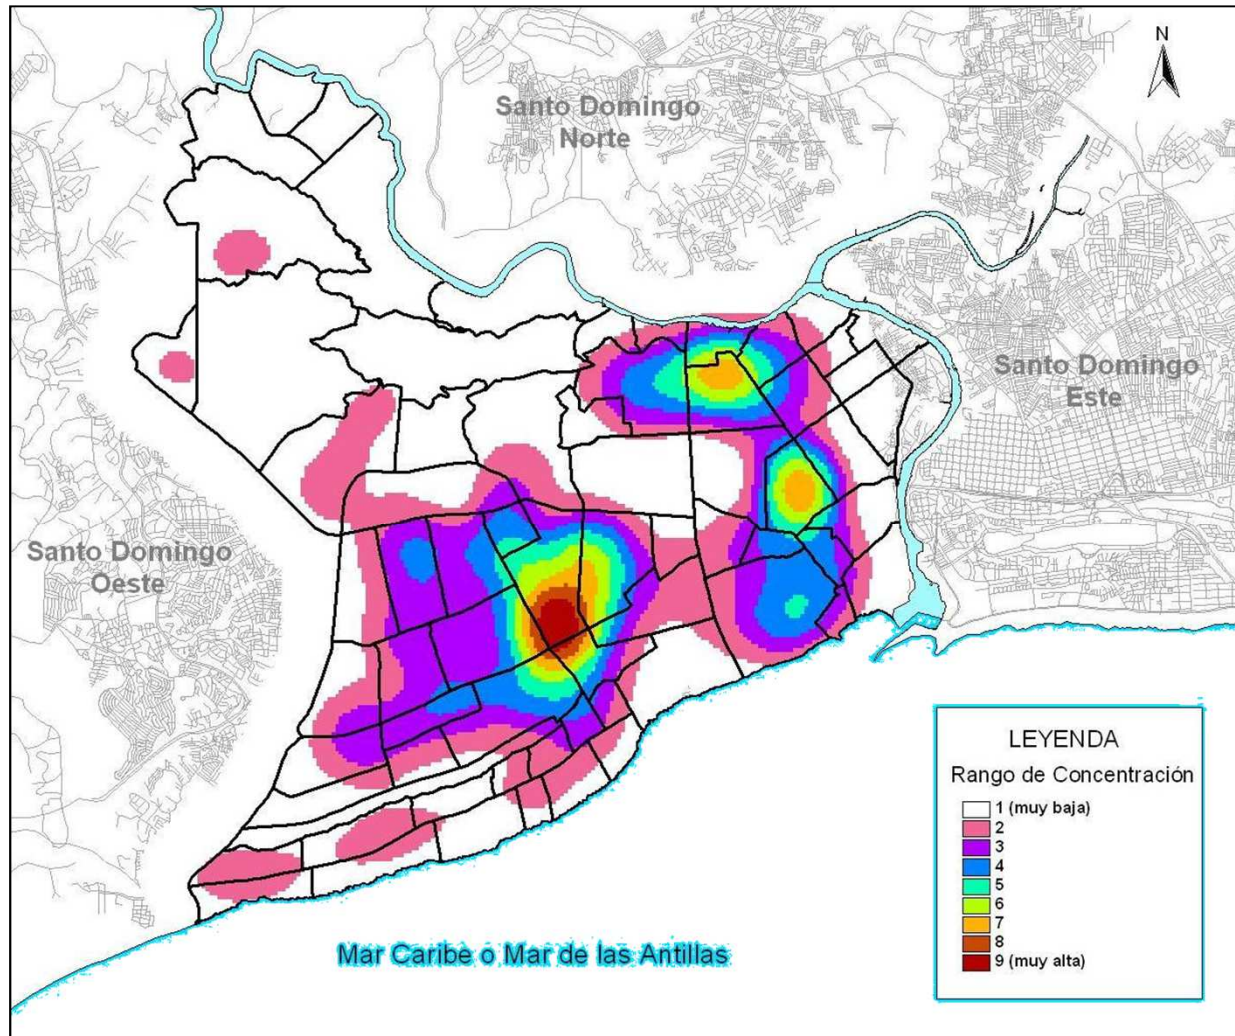 N
Santo Domingo
Norte
Santo Domingo
Este
Santo Domingo
Oeste
LEYENDA
Rango de Concentración
1 (muy baja)
2
3
4
5
6
7
8
9 (muy alta)
Mar Caribe o Mar de las Antillas